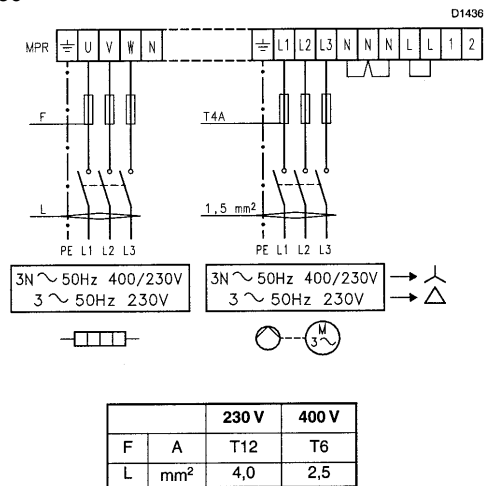 D1436
MPR U V W N L1 L2 L3 N N N L L 1 2
F T4A
L 1,5 mm²
PE L1 L2 L3 PE L1 L2 L3
3N ~ 50Hz 400/230V 3N ~ 50Hz 400/230V
3 ~ 50Hz 230V 3 ~ 50Hz 230V
M
3~
230 V 400 V
F A T12 T6
L mm² 4,0 2,5